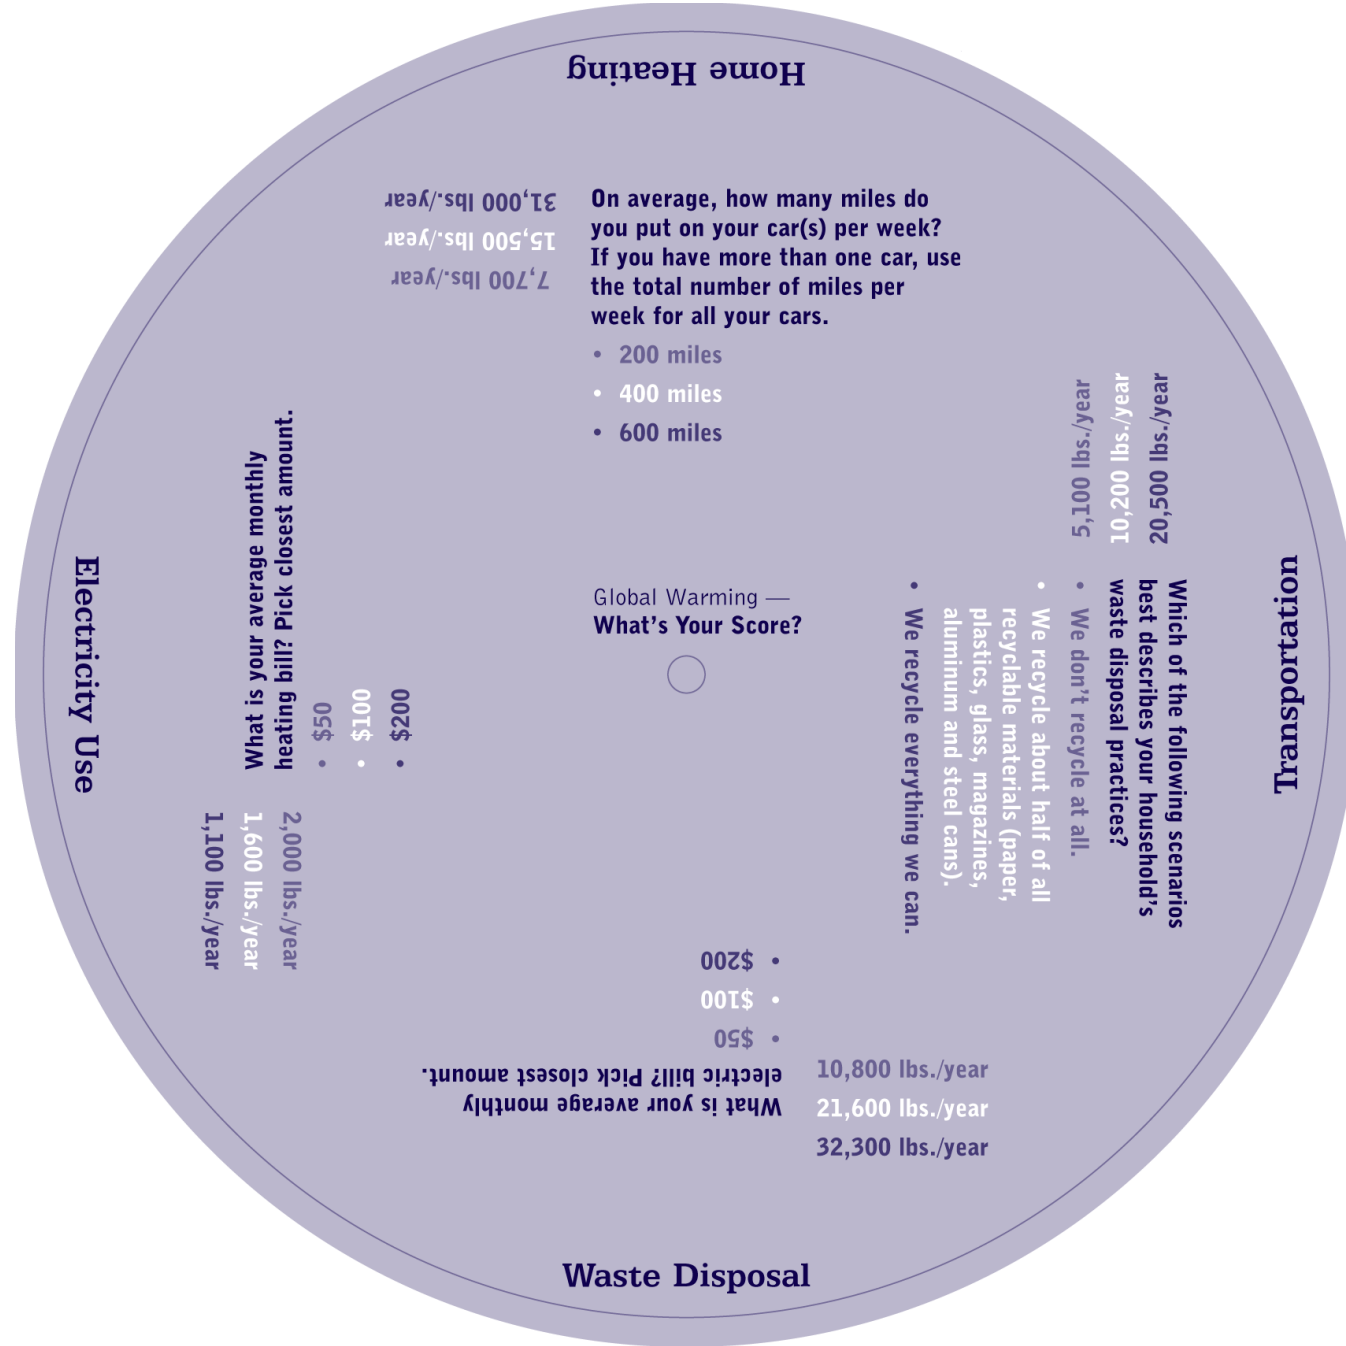 Home Heating
31,000 lbs./year
15,500 lbs./year
7,700 lbs./year
On average, how many miles do
you put on your car(s) per week?
If you have more than one car, use
the total number of miles per
week for all your cars.
• 200 miles
• 400 miles
• 600 miles
5,100 lbs./year
10,200 lbs./year
20,500 lbs./year
Transportation
Which of the following scenarios
best describes your household's
waste disposal practices?
• We don't recycle at all.
• We recycle about half of all
recyclable materials (paper,
plastics, glass, magazines,
aluminum and steel cans).
• We recycle everything we can.
Global Warming —
What's Your Score?
Electricity Use
What is your average monthly
heating bill? Pick closest amount.
• $50
• $100
• $200
2,000 lbs./year
1,600 lbs./year
1,100 lbs./year
What is your average monthly
electric bill? Pick closest amount.
• $50
• $100
• $200
10,800 lbs./year
21,600 lbs./year
32,300 lbs./year
Waste Disposal